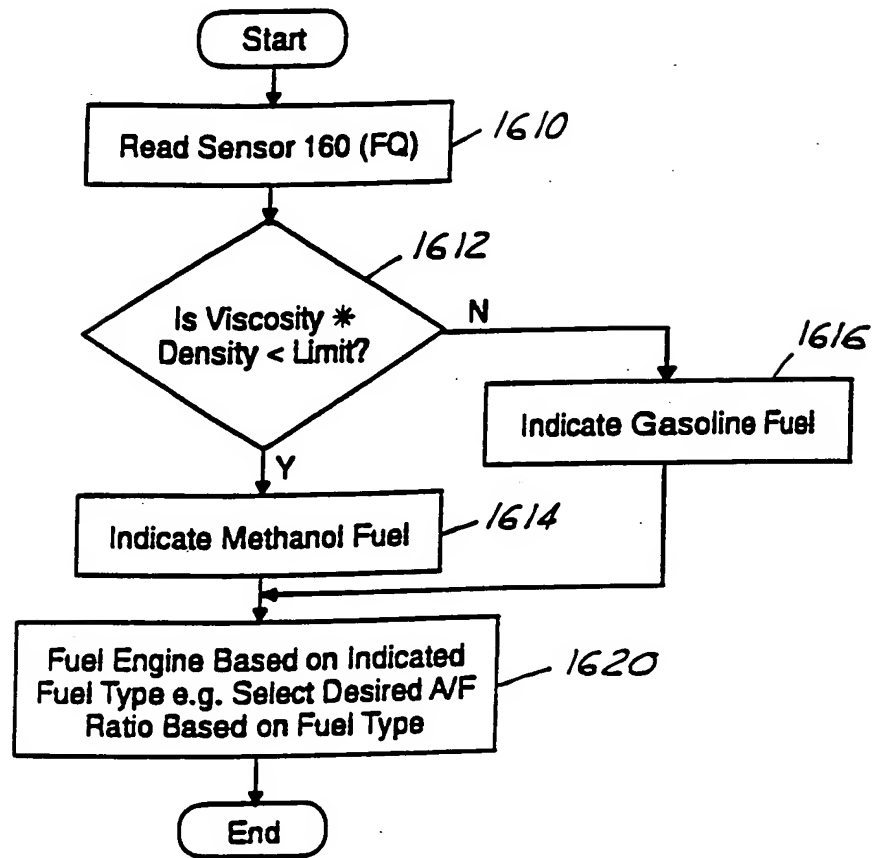 Start
Read Sensor 160 (FQ)
1610
1612
Is Viscosity *
Density < Limit?
N
1616
Indicate Gasoline Fuel
Y
Indicate Methanol Fuel
1614
Fuel Engine Based on Indicated
Fuel Type e.g. Select Desired A/F
Ratio Based on Fuel Type
1620
End